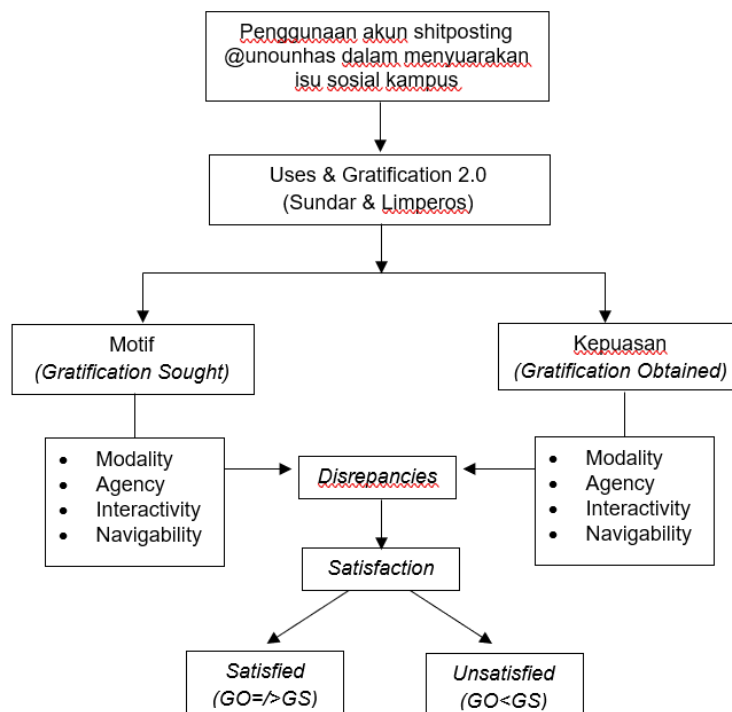 Penggunaan akun shitposting
@unounhas dalam menyuarakan
isu sosial kampus
Uses & Gratification 2.0
(Sundar & Limperos)
Motif
(Gratification Sought)
Kepuasan
(Gratification Obtained)
• Modality
• Agency
• Interactivity
• Navigability
Disrepancies
• Modality
• Agency
• Interactivity
• Navigability
Satisfaction
Satisfied
(GO=/>GS)
Unsatisfied
(GO<GS)